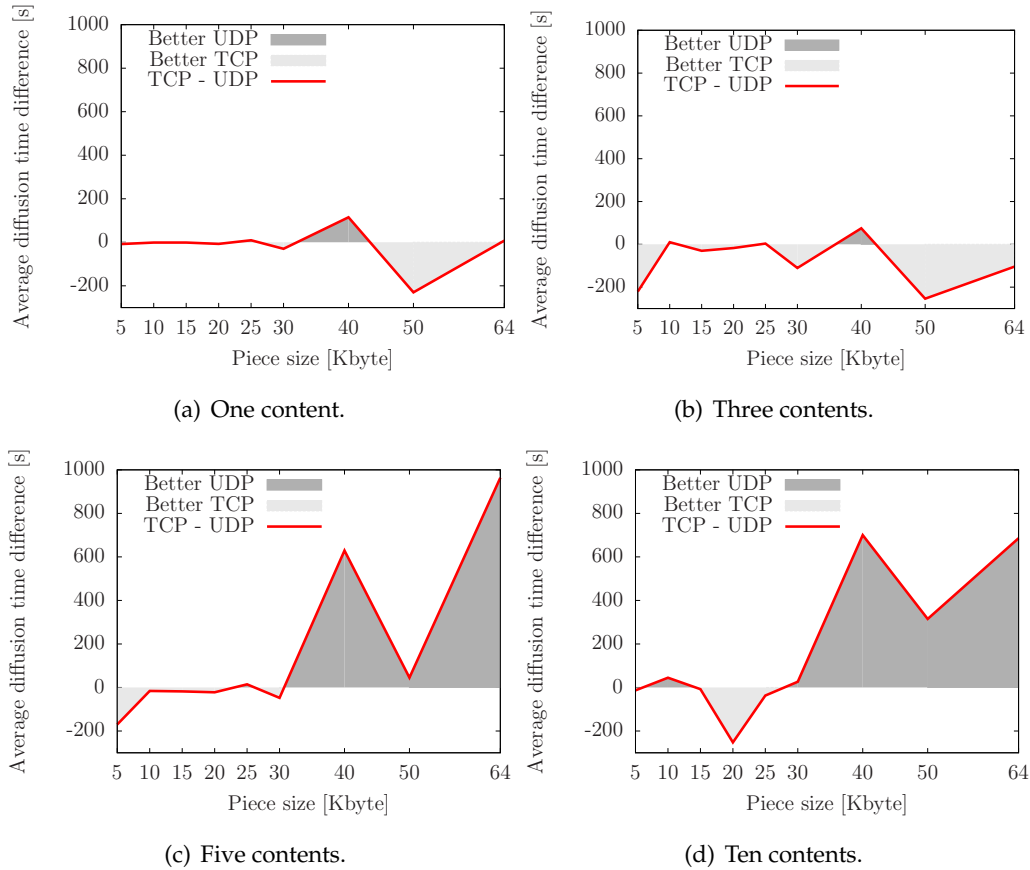 Average diffusion time difference [s]
1000
800
600
400
200
0
-200
Better UDP
Better TCP
TCP - UDP
5 10 15 20 25 30 40 50 64
Piece size [Kbyte]
(a) One content.
Average diffusion time difference [s]
1000
800
600
400
200
0
-200
Better UDP
Better TCP
TCP - UDP
5 10 15 20 25 30 40 50 64
Piece size [Kbyte]
(b) Three contents.
Average diffusion time difference [s]
1000
800
600
400
200
0
-200
Better UDP
Better TCP
TCP - UDP
5 10 15 20 25 30 40 50 64
Piece size [Kbyte]
(c) Five contents.
Average diffusion time difference [s]
1000
800
600
400
200
0
-200
Better UDP
Better TCP
TCP - UDP
5 10 15 20 25 30 40 50 64
Piece size [Kbyte]
(d) Ten contents.